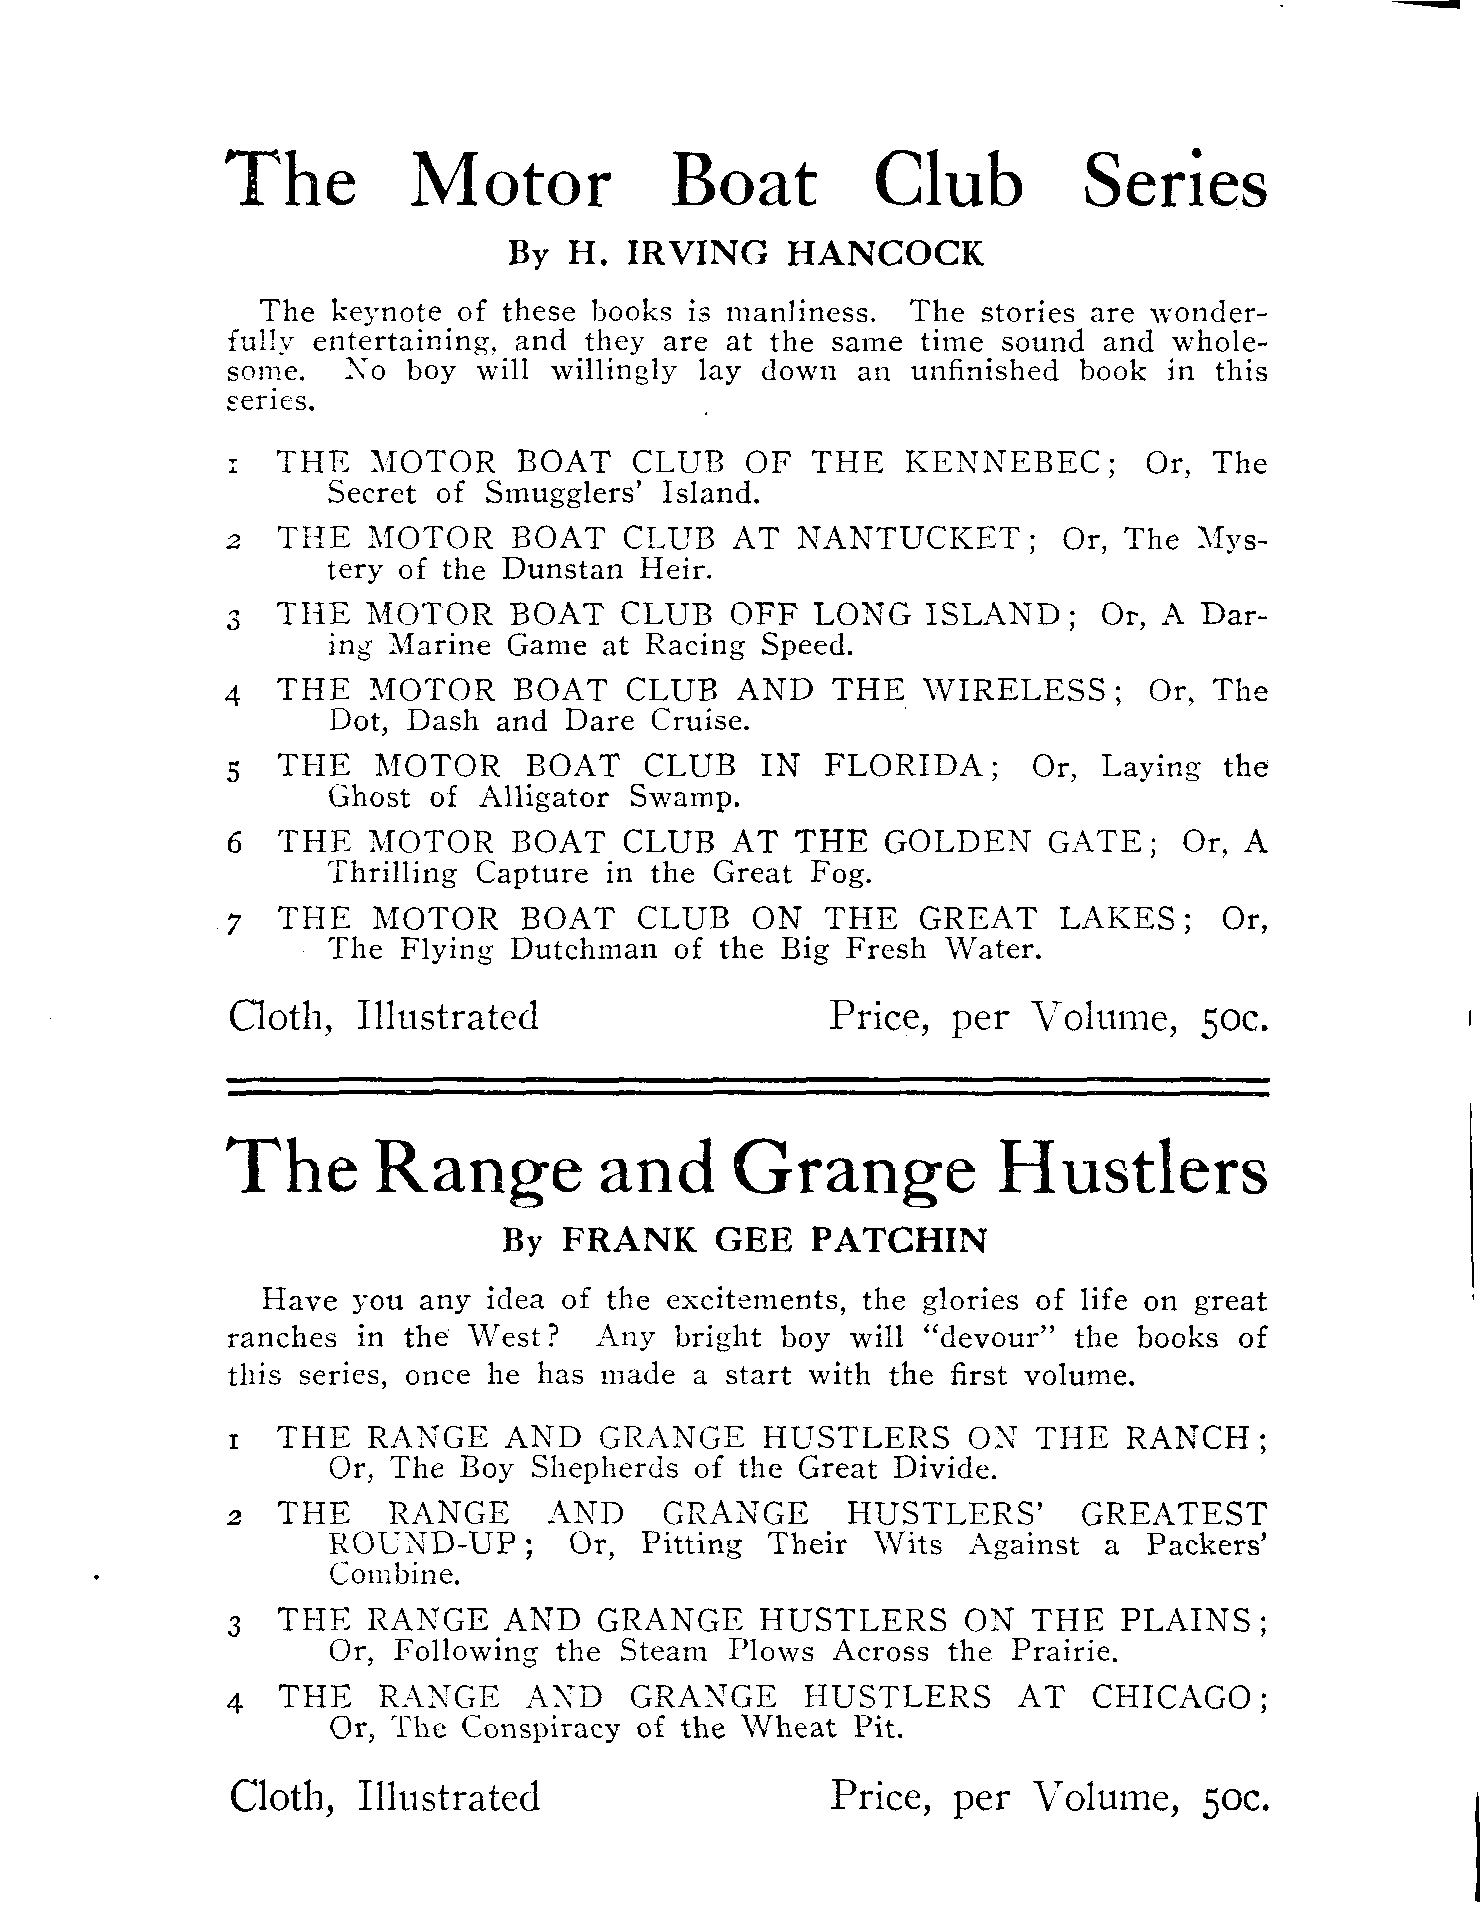 The Motor Boat Club Series
By H. IRVING HANCOCK
The keynote of these books is manliness. The stories are wonder-
fully entertaining, and they are at the same time sound and whole-
some. No boy will willingly lay down an unfinished book in this
series.
1 THE MOTOR BOAT CLUB OF THE KENNEBEC; Or, The
Secret of Smugglers' Island.
2 THE MOTOR BOAT CLUB AT NANTUCKET; Or, The Mys-
tery of the Dunstan Heir.
3 THE MOTOR BOAT CLUB OFF LONG ISLAND; Or, A Dar-
ing Marine Game at Racing Speed.
4 THE MOTOR BOAT CLUB AND THE WIRELESS; Or, The
Dot, Dash and Dare Cruise.
5 THE MOTOR BOAT CLUB IN FLORIDA; Or, Laying the
Ghost of Alligator Swamp.
6 THE MOTOR BOAT CLUB AT THE GOLDEN GATE; Or, A
Thrilling Capture in the Great Fog.
7 THE MOTOR BOAT CLUB ON THE GREAT LAKES; Or,
The Flying Dutchman of the Big Fresh Water.
Cloth, Illustrated Price, per Volume, 50c.
The Range and Grange Hustlers
By FRANK GEE PATCHIN
Have you any idea of the excitements, the glories of life on great
ranches in the West? Any bright boy will “devour” the books of
this series, once he has made a start with the first volume.
1 THE RANGE AND GRANGE HUSTLERS ON THE RANCH;
Or, The Boy Shepherds of the Great Divide.
2 THE RANGE AND GRANGE HUSTLERS' GREATEST
ROUND-UP; Or, Pitting Their Wits Against a Packers'
Combine.
3 THE RANGE AND GRANGE HUSTLERS ON THE PLAINS;
Or, Following the Steam Plows Across the Prairie.
4 THE RANGE AND GRANGE HUSTLERS AT CHICAGO;
Or, The Conspiracy of the Wheat Pit.
Cloth, Illustrated Price, per Volume, 50c.